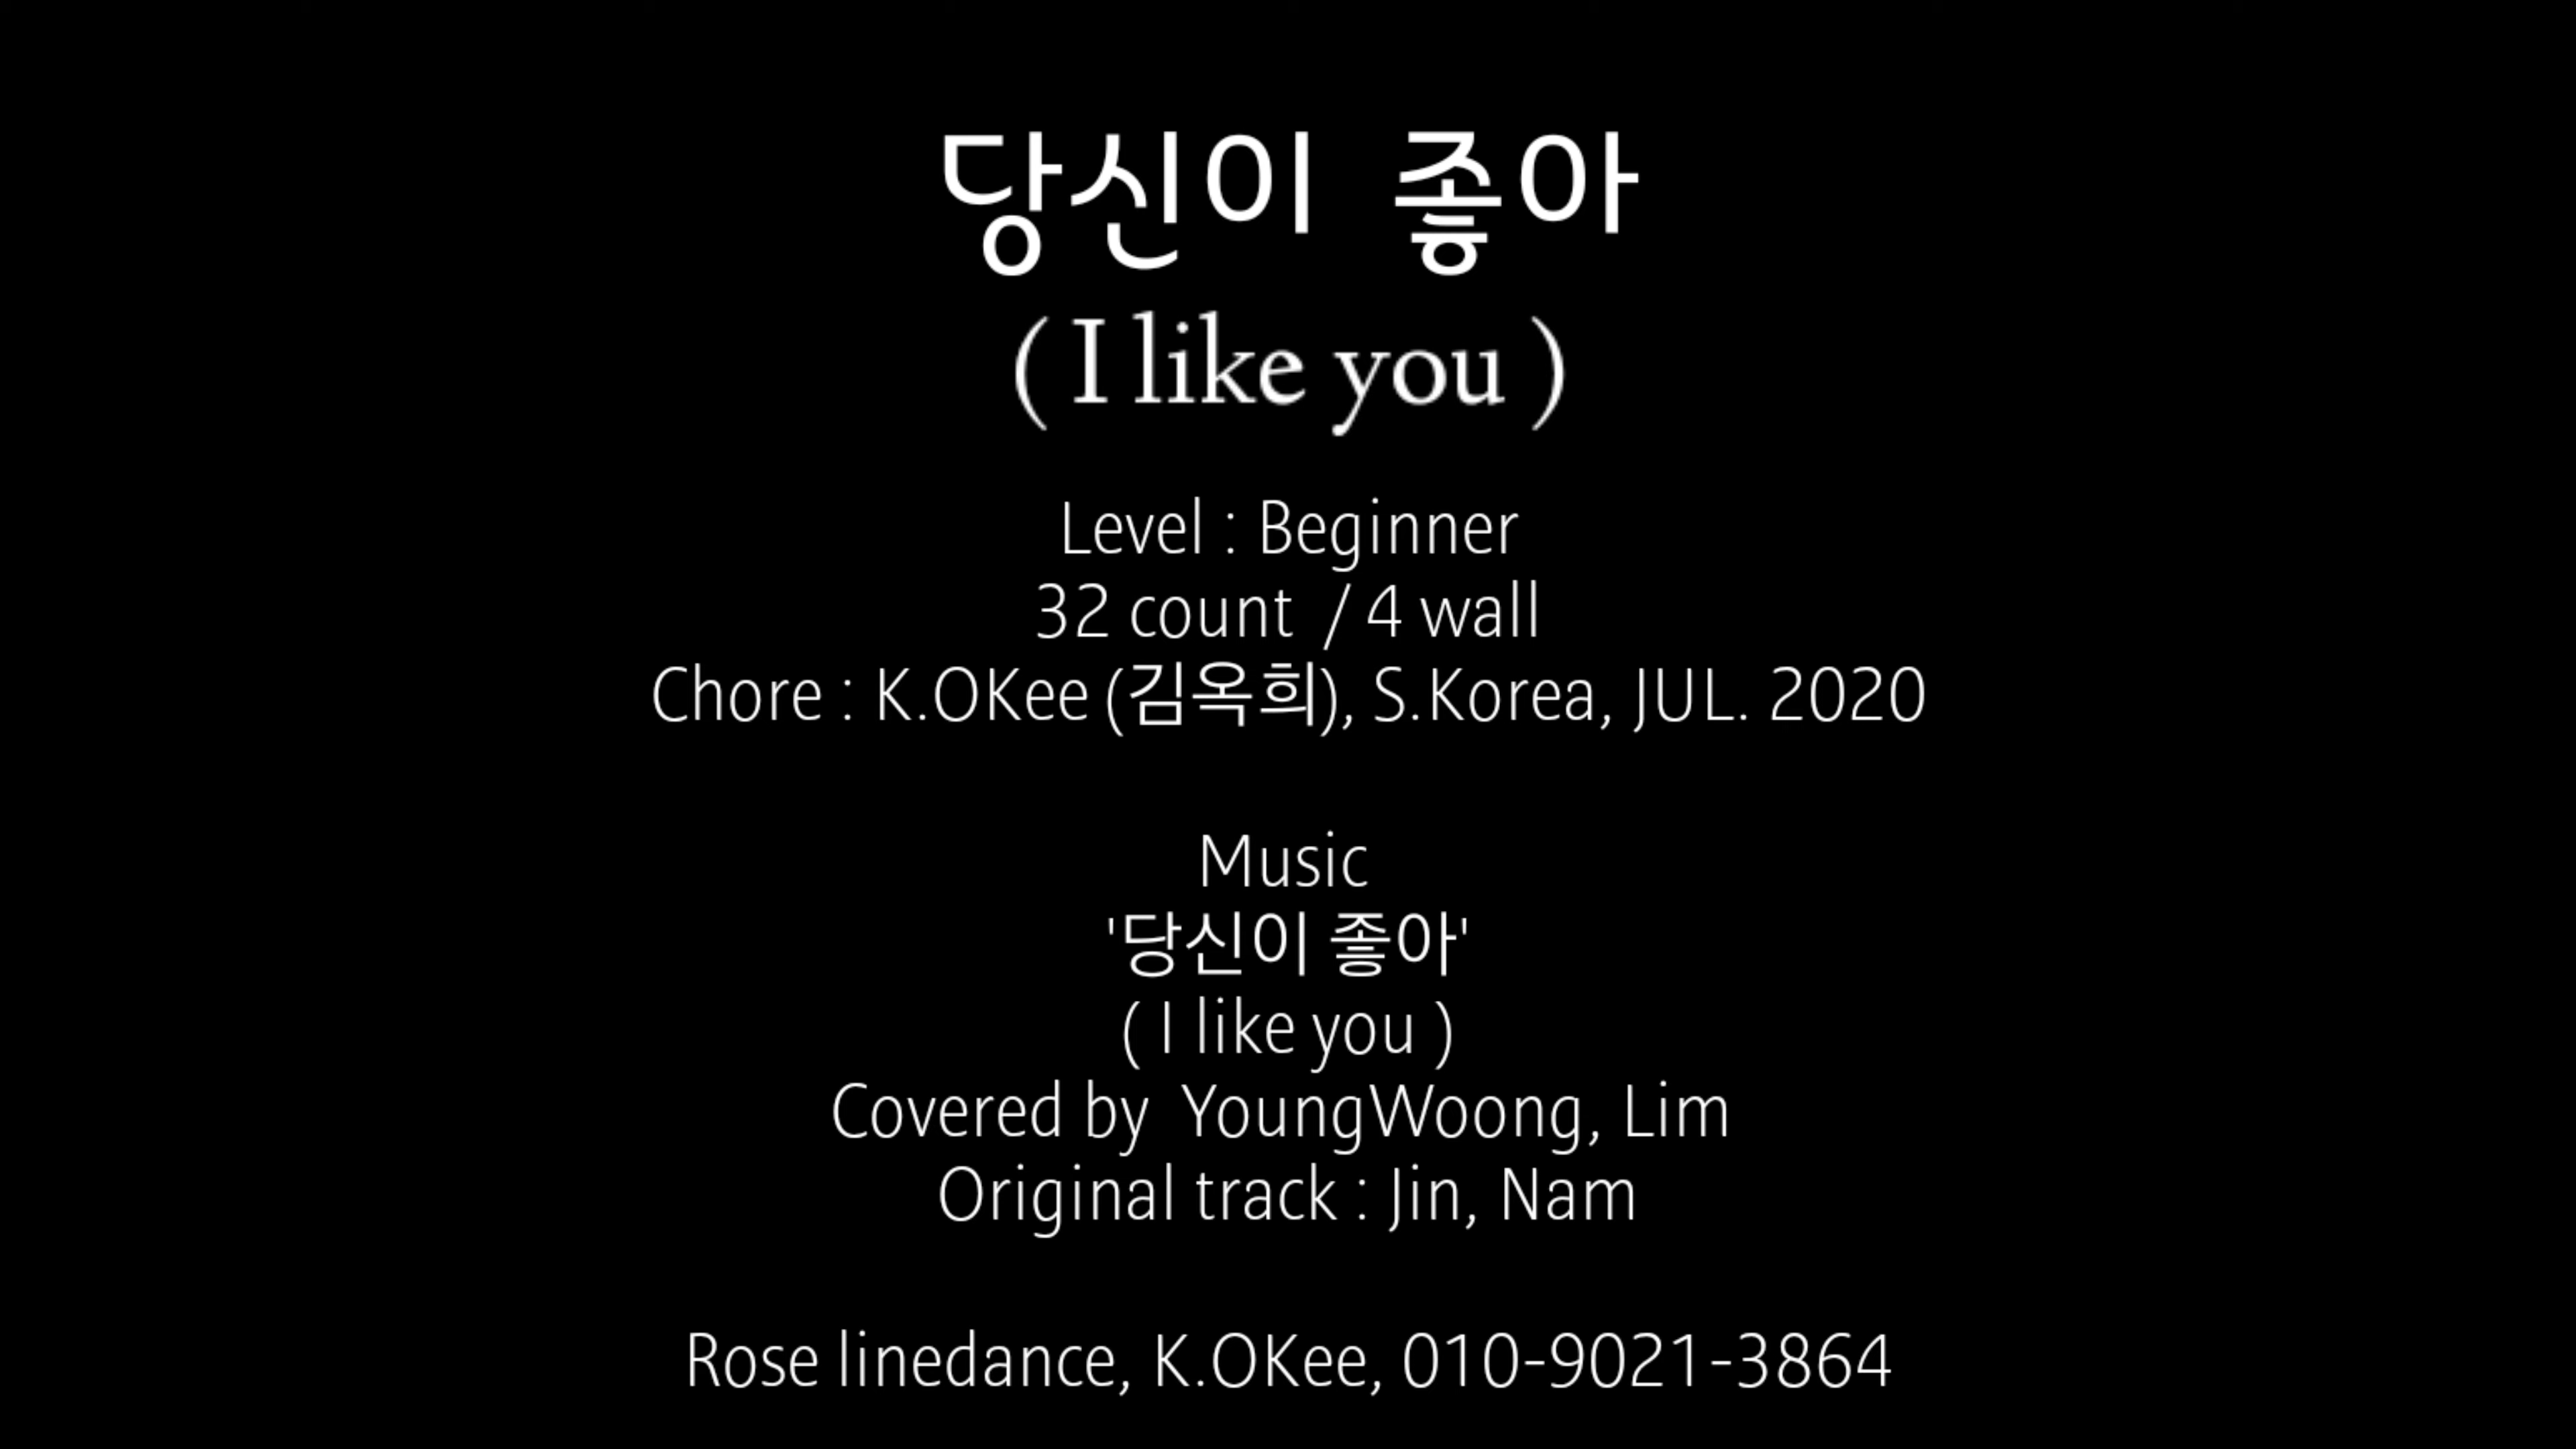 당신이 좋아
( I like you )
Level : Beginner
32 count / 4 wall
Chore : K.OKee (김옥희), S.Korea, JUL. 2020
Music
'당신이 좋아'
( I like you )
Covered by YoungWoong, Lim
Original track : Jin, Nam
Rose linedance, K.OKee, 010-9021-3864